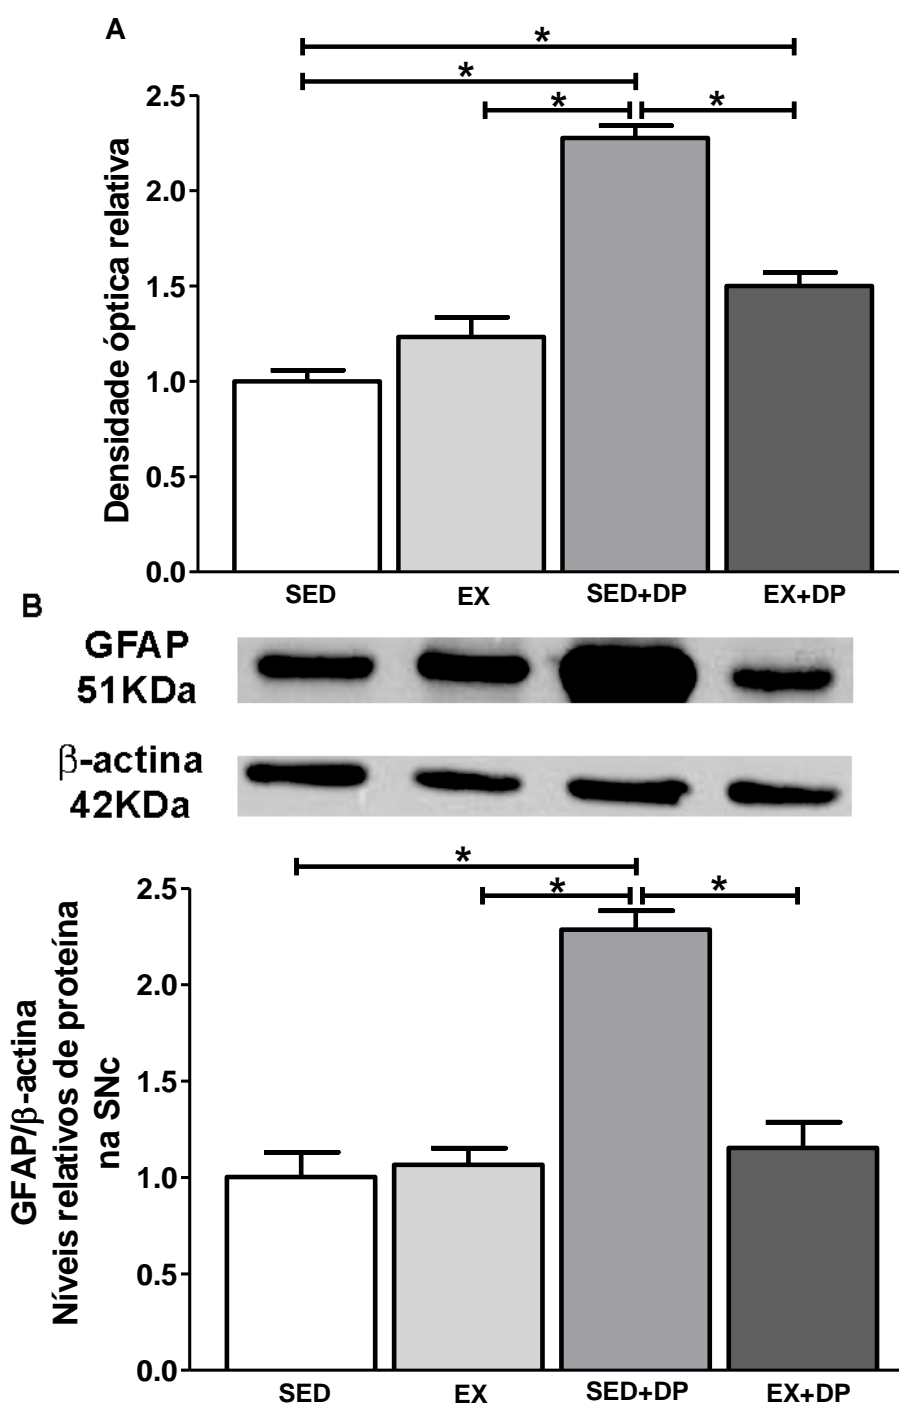 A
*
*
* *
2.5
2.0
1.5
1.0
0.5
0.0
Densidade óptica relativa
SED EX SED+DP EX+DP
B
GFAP
51KDa
β-actina
42KDa
*
* *
2.5
2.0
1.5
1.0
0.5
0.0
GFAP/β-actina
Níveis relativos de proteína
na SNc
SED EX SED+DP EX+DP